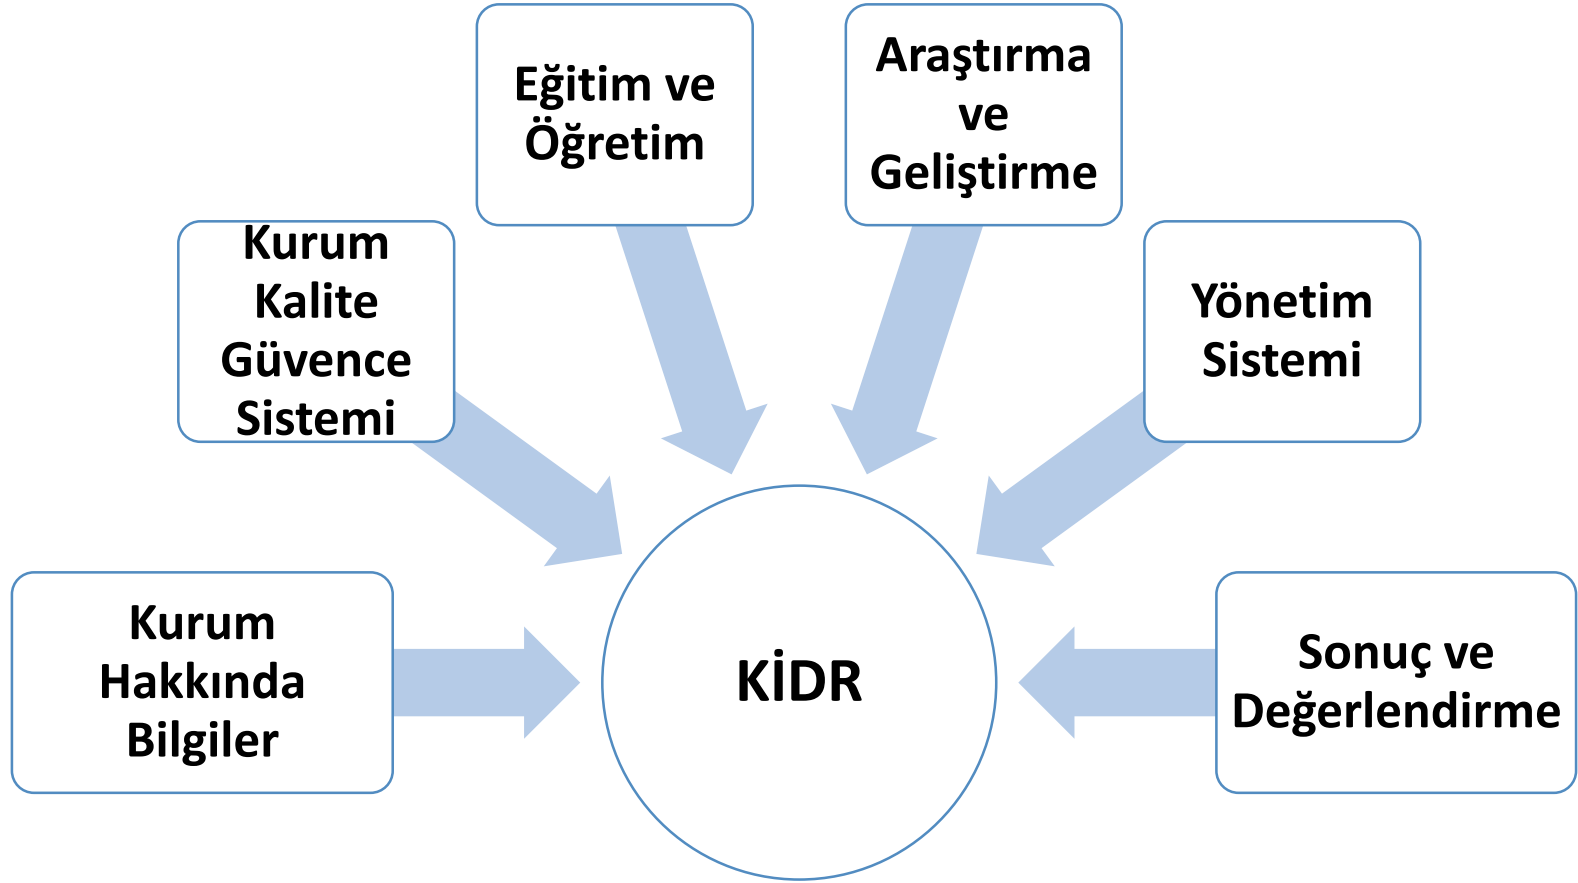 Eğitim ve
Öğretim
Araştırma
ve
Geliştirme
Kurum
Kalite
Güvence
Sistemi
Yönetim
Sistemi
Kurum
Hakkında
Bilgiler
KİDR
Sonuç ve
Değerlendirme